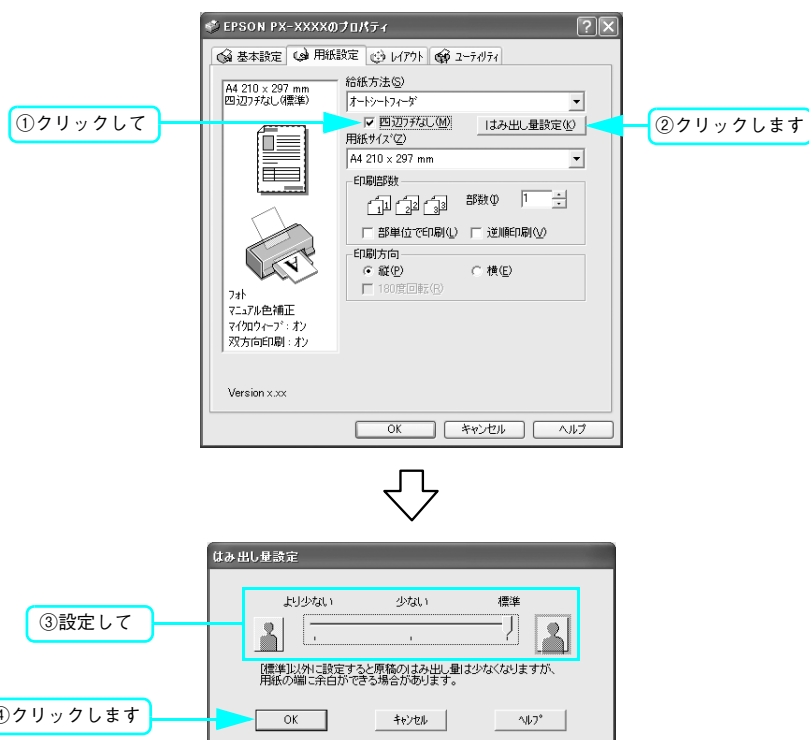 EPSON PX-XXXXのプロパティ
基本設定 用紙設定 レイアウト ユーティリティ
A4 210 x 297 mm
四辺フチなし(標準)
フォト
マニュアル色補正
マイクロウィーブ : オン
双方向印刷 : オン
Version x.xx
給紙方法(S)
オートシートフィーダ
①クリックして
四辺フチなし(M)
はみ出し量設定(K)
②クリックします
用紙サイズ(Z)
A4 210 x 297 mm
印刷部数
1 1 2 2 3 3
部数(I) 1
部単位で印刷(L) 逆順印刷(V)
印刷方向
縦(P) 横(E)
180度回転(R)
OK キャンセル ヘルプ
はみ出し量設定
③設定して
より少ない 少ない 標準
[標準]以外に設定すると原稿のはみ出し量は少なくなりますが、
用紙の端に余白ができる場合があります。
④クリックします
OK キャンセル ヘルプ